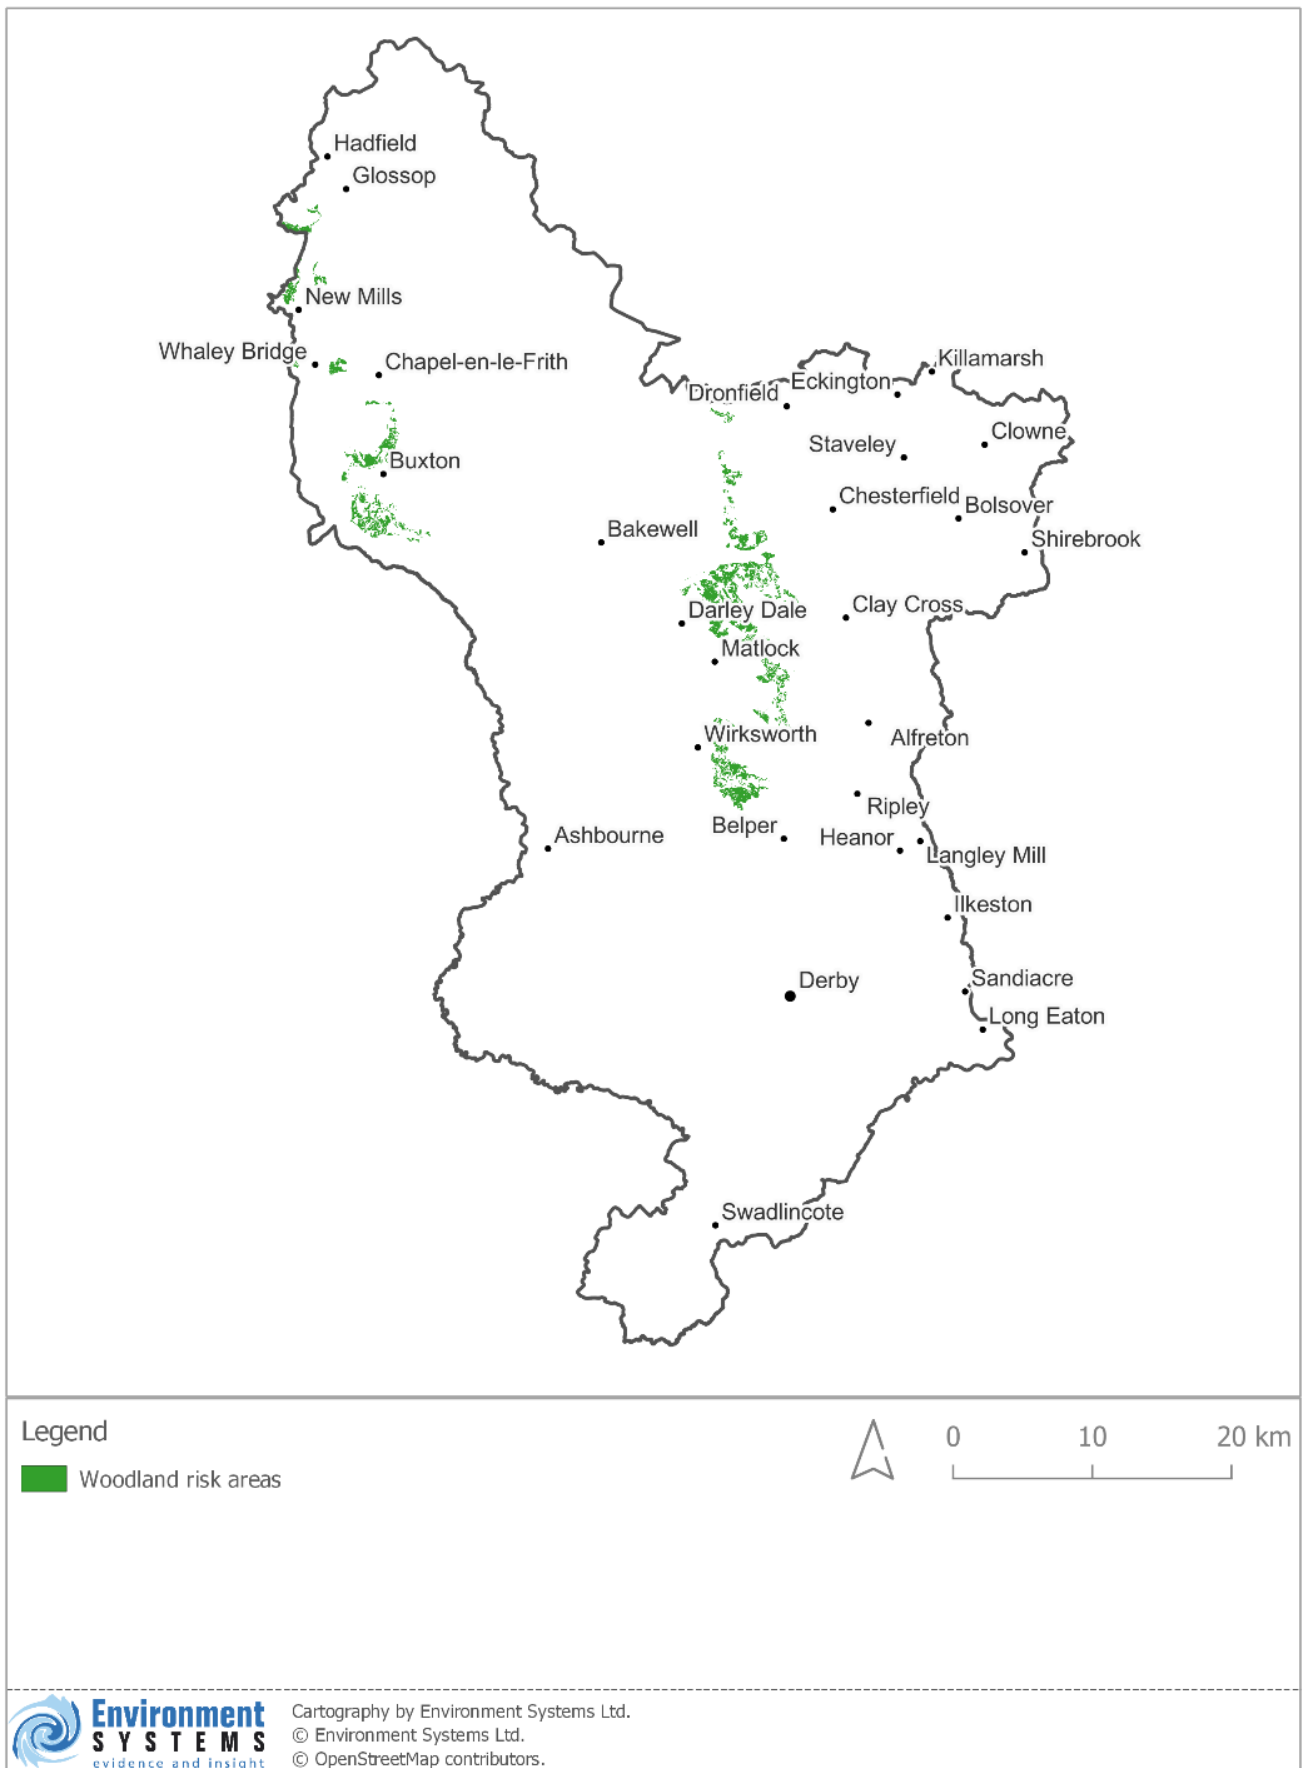 Hadfield
Glossop
New Mills
Whaley Bridge
Chapel-en-le-Frith
Killamarsh
Eckington
Dronfield
Clowne
Staveley
Buxton
Chesterfield
Bolsover
Bakewell
Shirebrook
Darley Dale
Clay Cross
Matlock
Wirksworth
Alfreton
Ripley
Belper
Heanor
Ashbourne
Langley Mill
Ilkeston
Derby
Sandiacre
Long Eaton
Swadlincote
Legend
Woodland risk areas
0 10 20 km
Environment
SYSTEMS
evidence and insight
Cartography by Environment Systems Ltd.
© Environment Systems Ltd.
© OpenStreetMap contributors.